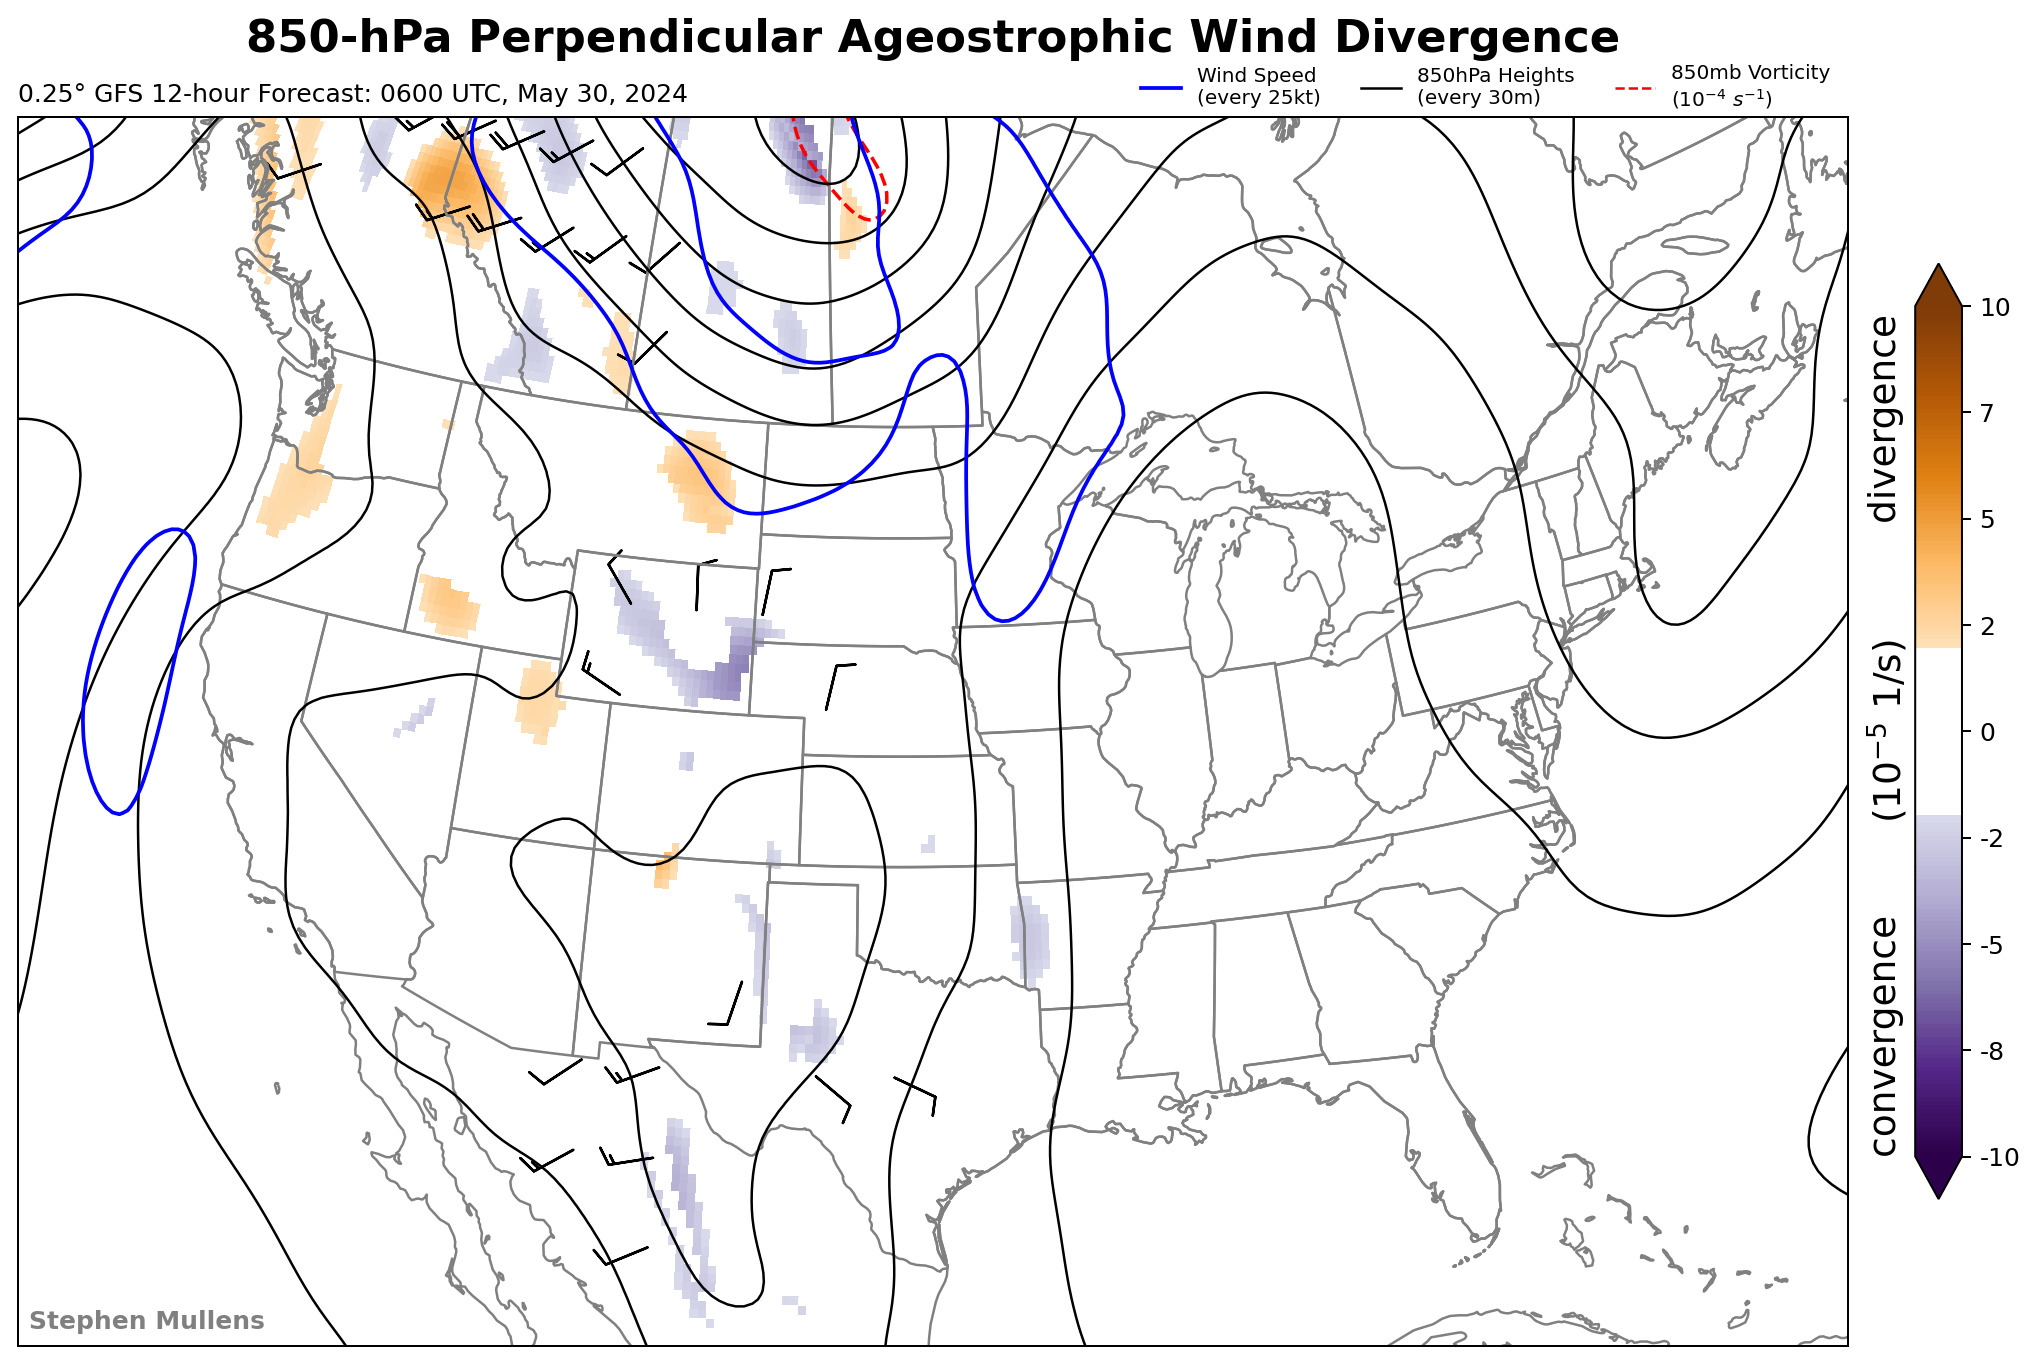 850-hPa Perpendicular Ageostrophic Wind Divergence
0.25° GFS 12-hour Forecast: 0600 UTC, May 30, 2024
Wind Speed
(every 25kt)
850hPa Heights
(every 30m)
850mb Vorticity
(10⁻⁴ s⁻¹)
10
7
5
2
0
-2
-5
-8
-10
convergence (10⁻⁵ 1/s) divergence
Stephen Mullens